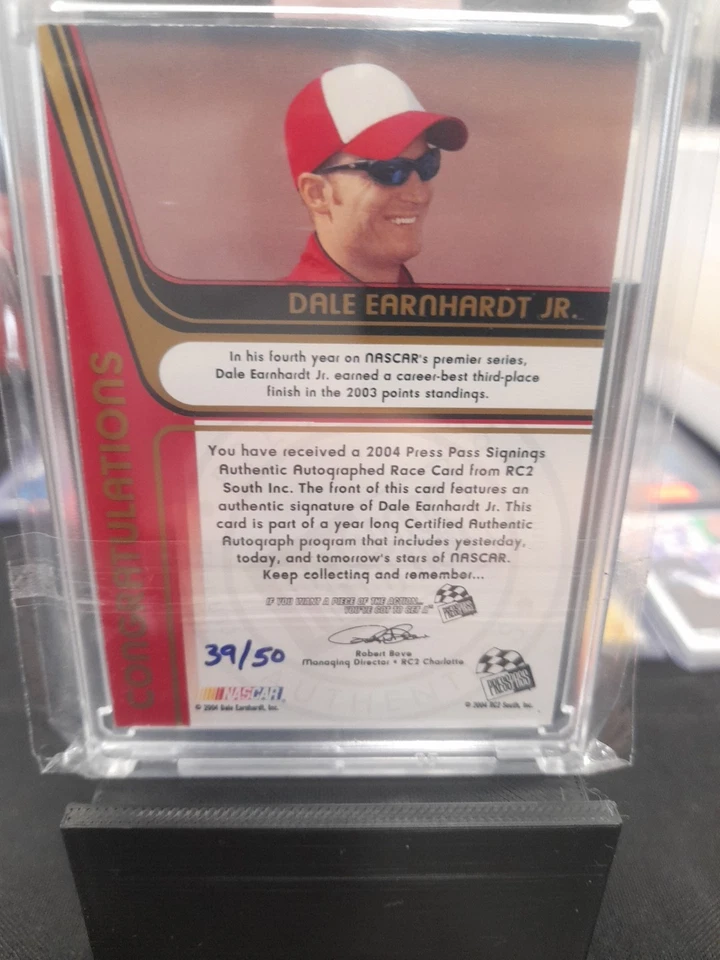 CONGRATULATIONS
DALE EARNHARDT JR.
In his fourth year on NASCAR's premier series,
Dale Earnhardt Jr. earned a career-best third-place
finish in the 2003 points standings.
You have received a 2004 Press Pass Signings
Authentic Autographed Race Card from RC2
South Inc. The front of this card features an
authentic signature of Dale Earnhardt Jr. This
card is part of a year long Certified Authentic
Autograph program that includes yesterday,
today, and tomorrow's stars of NASCAR.
Keep collecting and remember...
IF YOU WANT A PIECE OF THE ACTION...
YOU'VE GOT TO GET A
PRESS PASS
39/50
Robert Bove
Managing Director • RC2 Charlotte
NASCAR
PRESS PASS
© 2004 Dale Earnhardt, Inc.
© 2004 RC2 South, Inc.